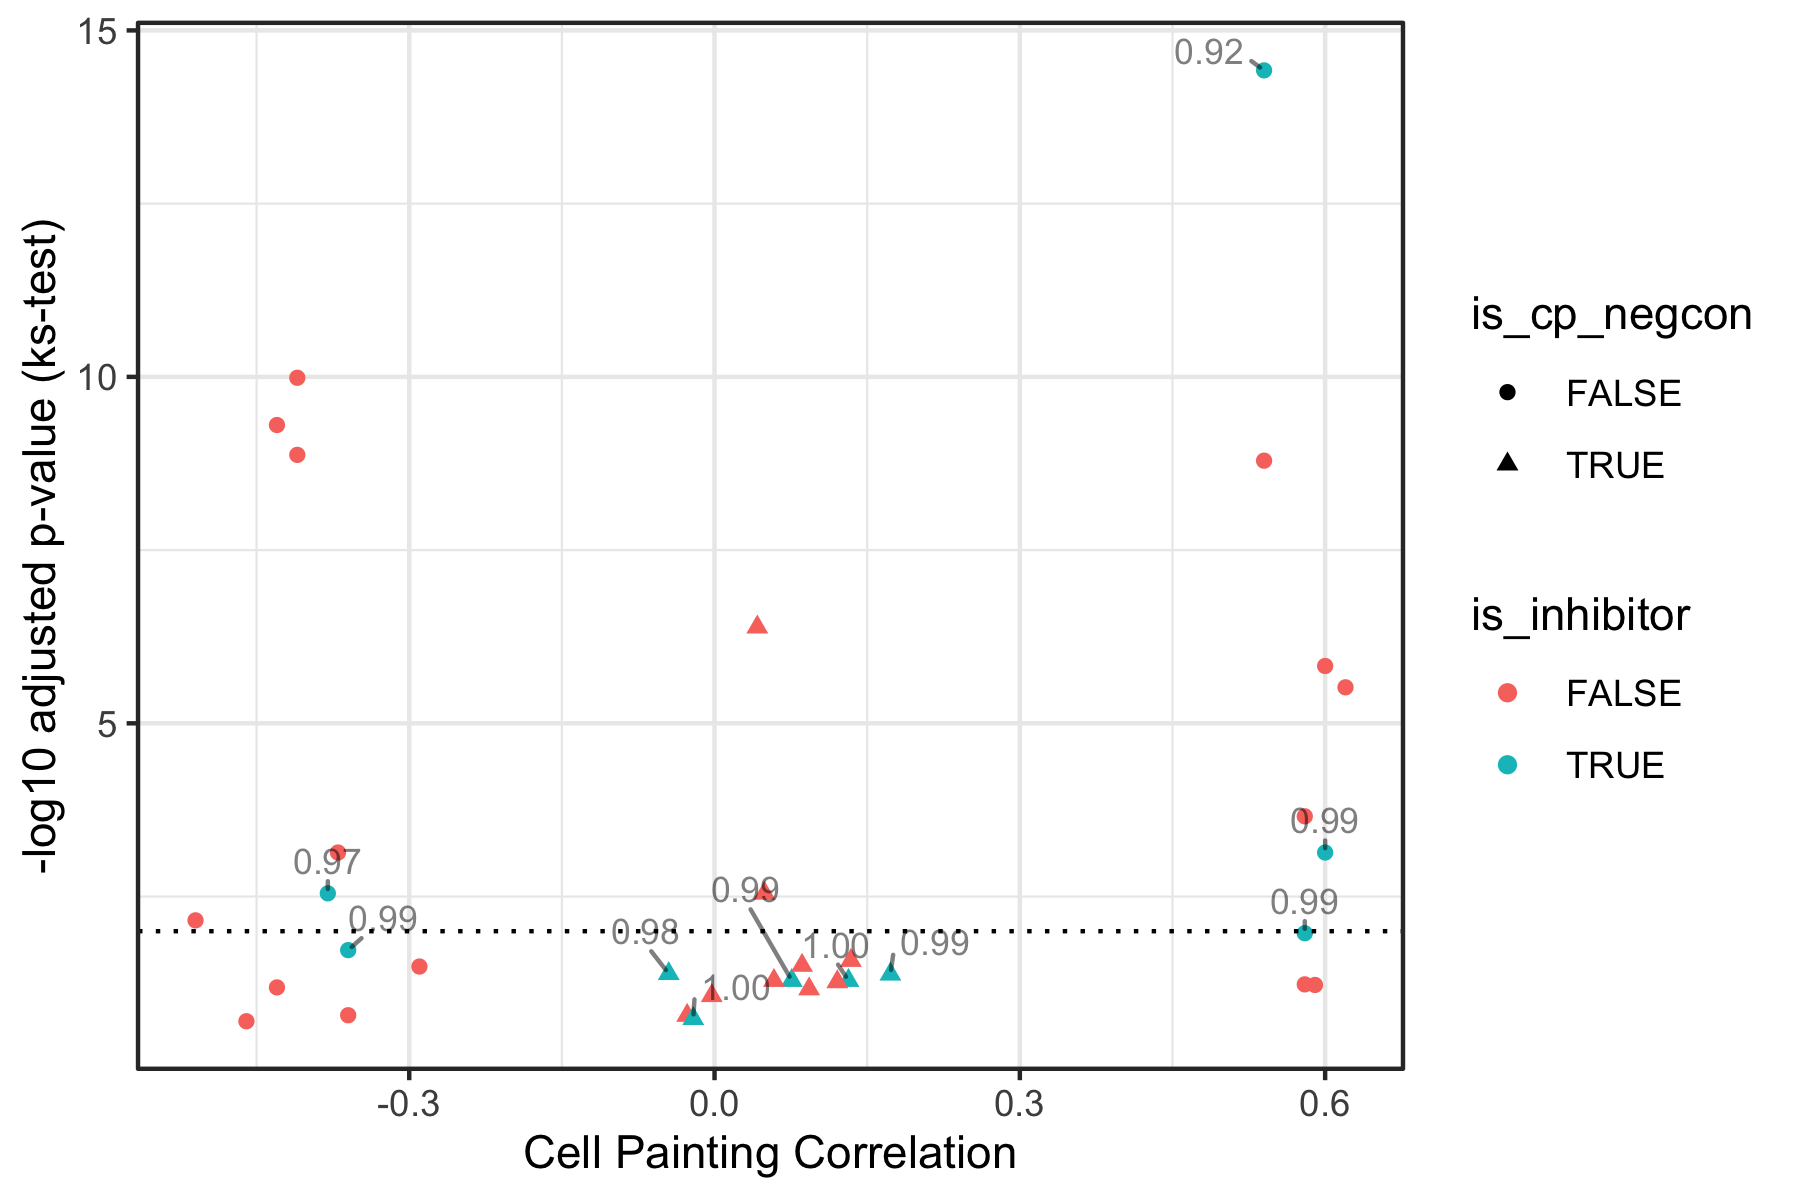 15
10
5
-log10 adjusted p-value (ks-test)
0.92
0.99
0.97
0.99
0.99
0.99
0.98
1.00
0.99
1.00
-0.3
0.0
0.3
0.6
Cell Painting Correlation
is_cp_negcon
FALSE
TRUE
is_inhibitor
FALSE
TRUE